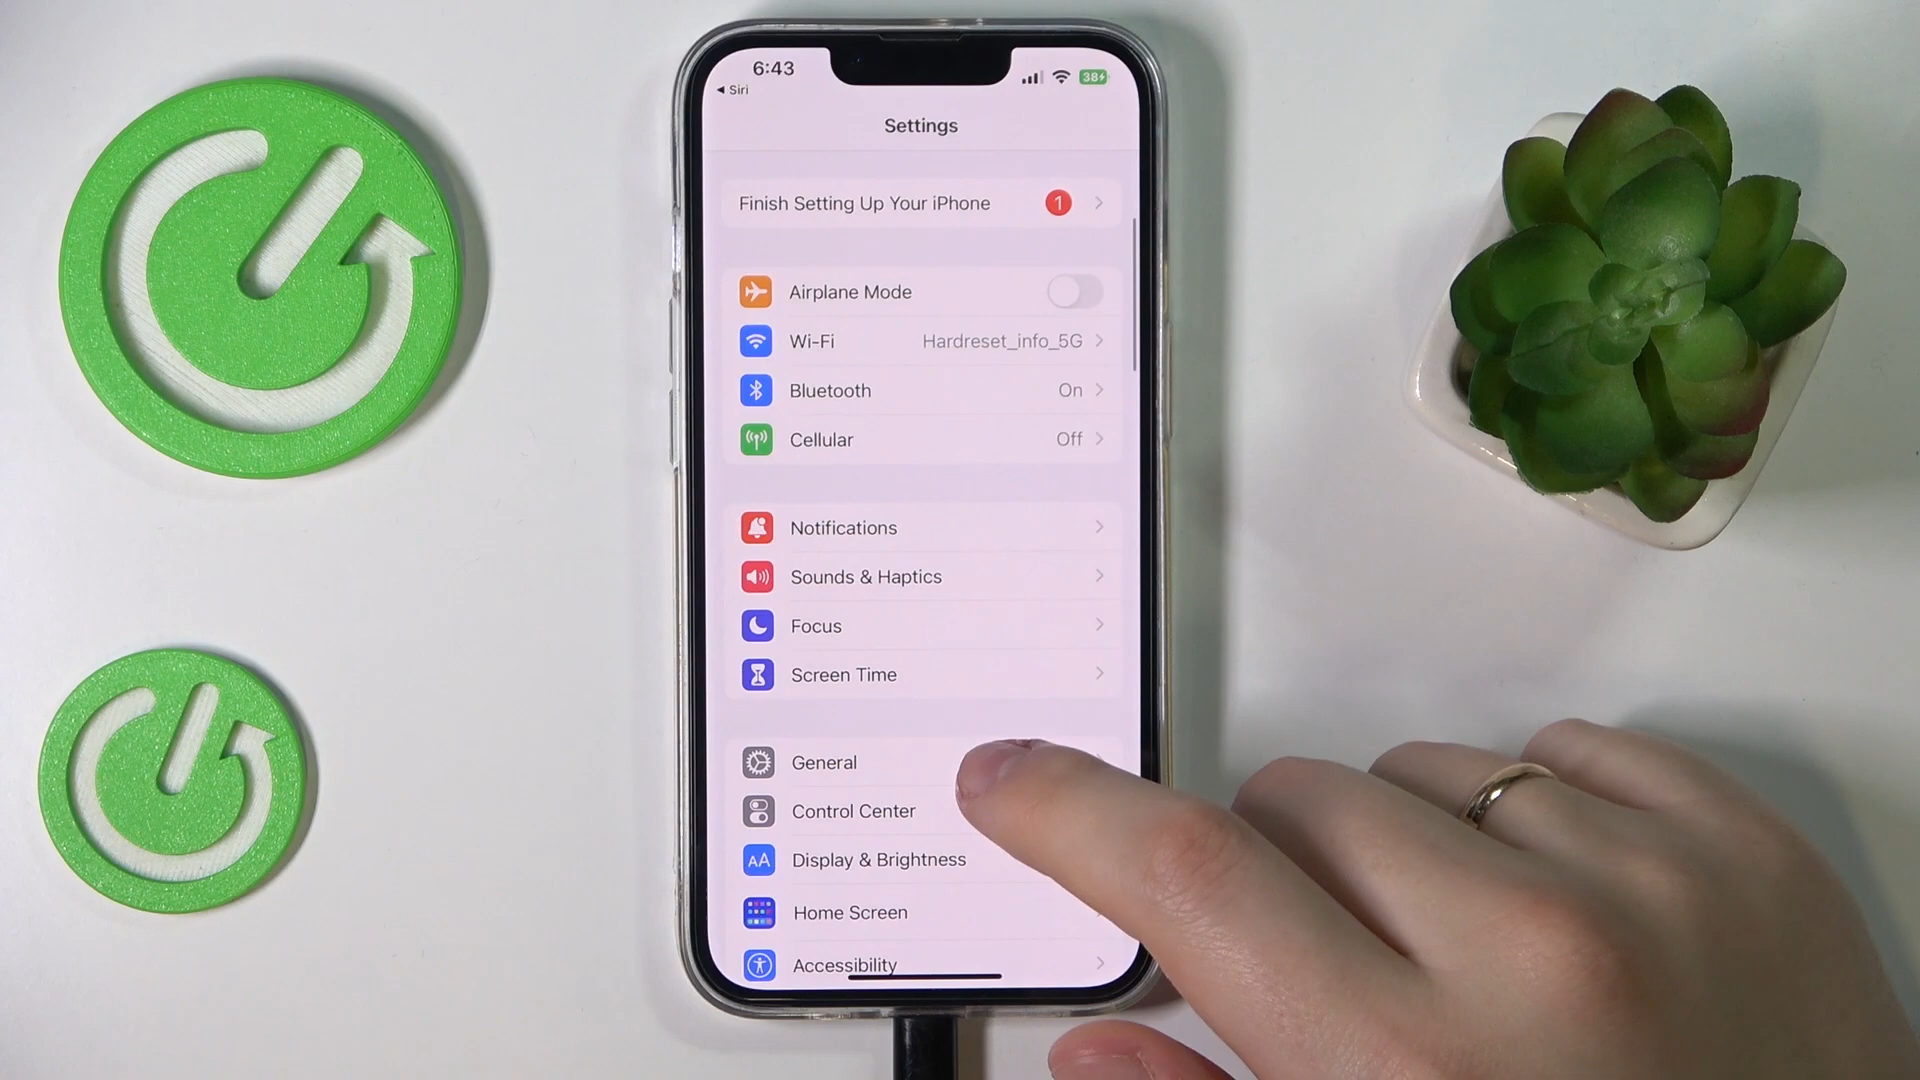 6:43
38
◀ Siri
Settings
Finish Setting Up Your iPhone 1
Airplane Mode
Wi-Fi Hardreset_info_5G
Bluetooth On
Cellular Off
Notifications
Sounds & Haptics
Focus
Screen Time
General
Control Center
AA Display & Brightness
Home Screen
Accessibility